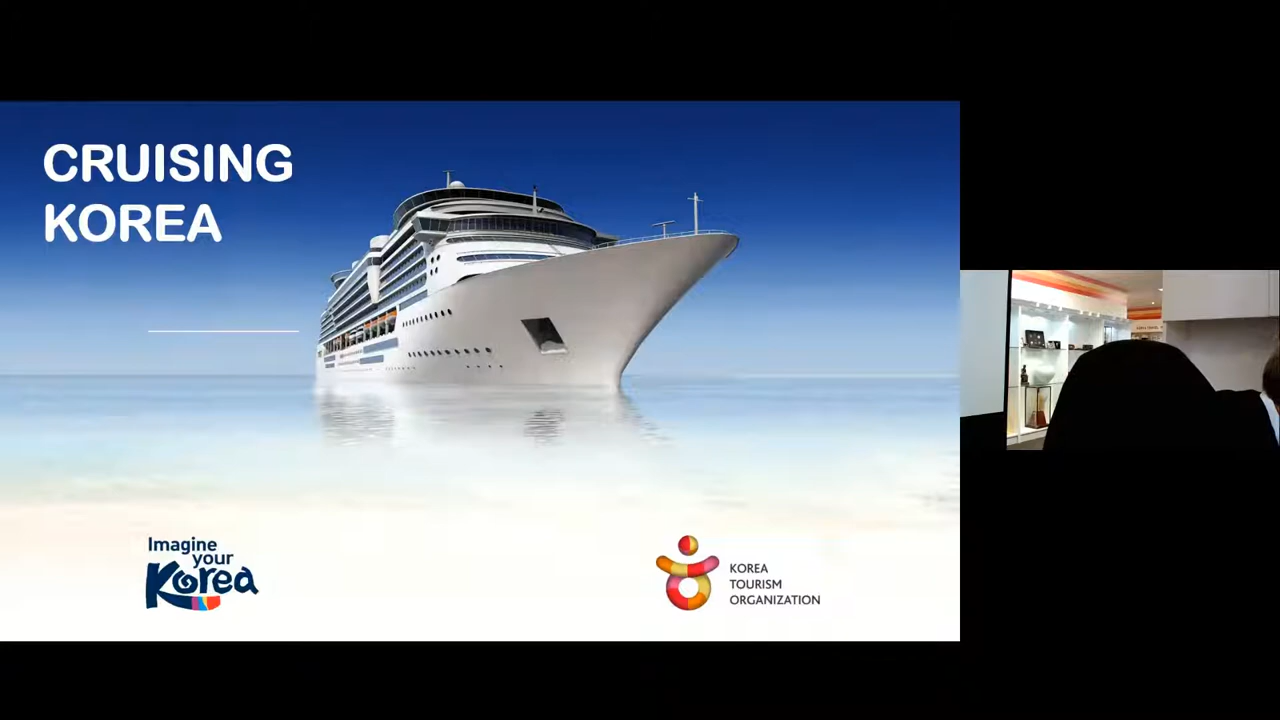 CRUISING
KOREA
Imagine
your
Korea
KOREA
TOURISM
ORGANIZATION